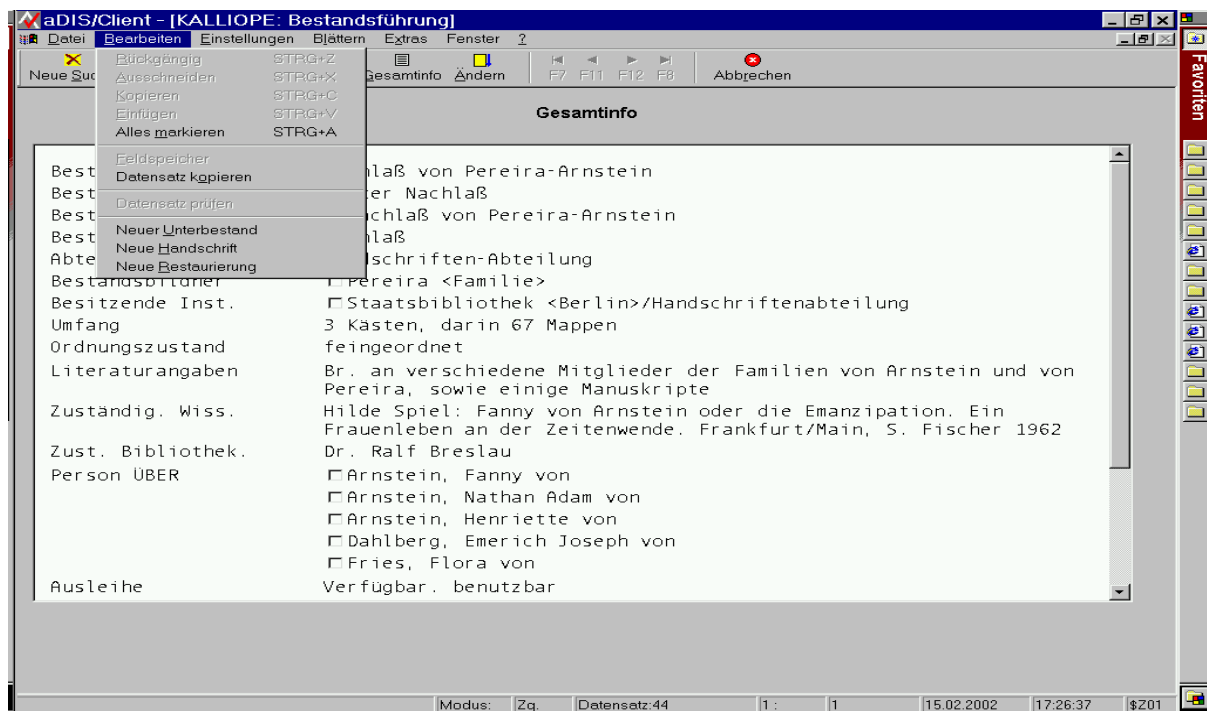 aDIS/Client - [KALLIOPE: Bestandsführung]
Datei Bearbeiten Einstellungen Blättern Extras Fenster ?
Neue Suc Gesamtinfo Ändern F7 F11 F12 F8 Abbrechen
Rückgängig STRG+Z
Ausschneiden STRG+X
Kopieren STRG+C
Einfügen STRG+V
Alles markieren STRG+A
Feldspeicher
Datensatz kopieren
Datensatz prüfen
Neuer Unterbestand
Neue Handschrift
Neue Restaurierung
Favoriten
Gesamtinfo
Best hlaß von Pereira-Arnstein
Best ter Nachlaß
Best chlaß von Pereira-Arnstein
Best hlaß
Abte dschriften-Abteilung
Bestandsbildner Pereira <Familie>
Besitzende Inst. Staatsbibliothek <Berlin>/Handschriftenabteilung
Umfang 3 Kästen, darin 67 Mappen
Ordnungszustand feingeordnet
Literaturangaben Br. an verschiedene Mitglieder der Familien von Arnstein und von
Pereira, sowie einige Manuskripte
Zuständig. Wiss. Hilde Spiel: Fanny von Arnstein oder die Emanzipation. Ein
Frauenleben an der Zeitenwende. Frankfurt/Main, S. Fischer 1962
Zust. Bibliothek. Dr. Ralf Breslau
Person ÜBER Arnstein, Fanny von
Arnstein, Nathan Adam von
Arnstein, Henriette von
Dahlberg, Emerich Joseph von
Fries, Flora von
Ausleihe Verfügbar. benutzbar
Modus: Zg. Datensatz:44 1 : 1 15.02.2002 17:26:37 $Z01